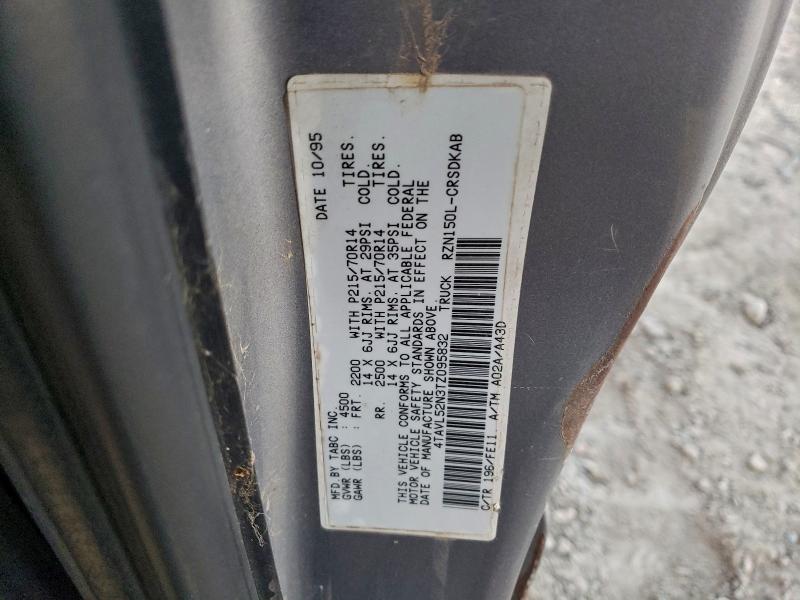 DATE 10/95
MFD. BY TABC INC.
GVWR (LBS) : 4500
GAWR (LBS) : FRT. 2200 WITH P215/70R14 TIRES.
14 X 6JJ RIMS. AT 29PSI COLD.
RR. 2500 WITH P215/70R14 TIRES.
14 X 6JJ RIMS. AT 35PSI COLD.
THIS VEHICLE CONFORMS TO ALL APPLICABLE FEDERAL
MOTOR VEHICLE SAFETY STANDARDS IN EFFECT ON THE
DATE OF MANUFACTURE SHOWN ABOVE.
4TAVL52N3TZ095832 TRUCK RZN150L-CRSDKAB
C/TR 196/FE11 A/TM A02A/A43D